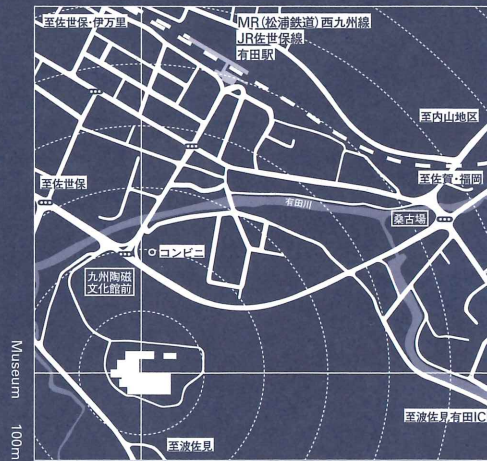 至佐世保・伊万里
MR(松浦鉄道)西九州線
JR佐世保線
有田駅
至内山地区
至佐世保
至佐賀・福岡
有田川
桑古場
コンビニ
九州陶磁
文化館前
Museum 100m
至波佐見有田IC
至波佐見